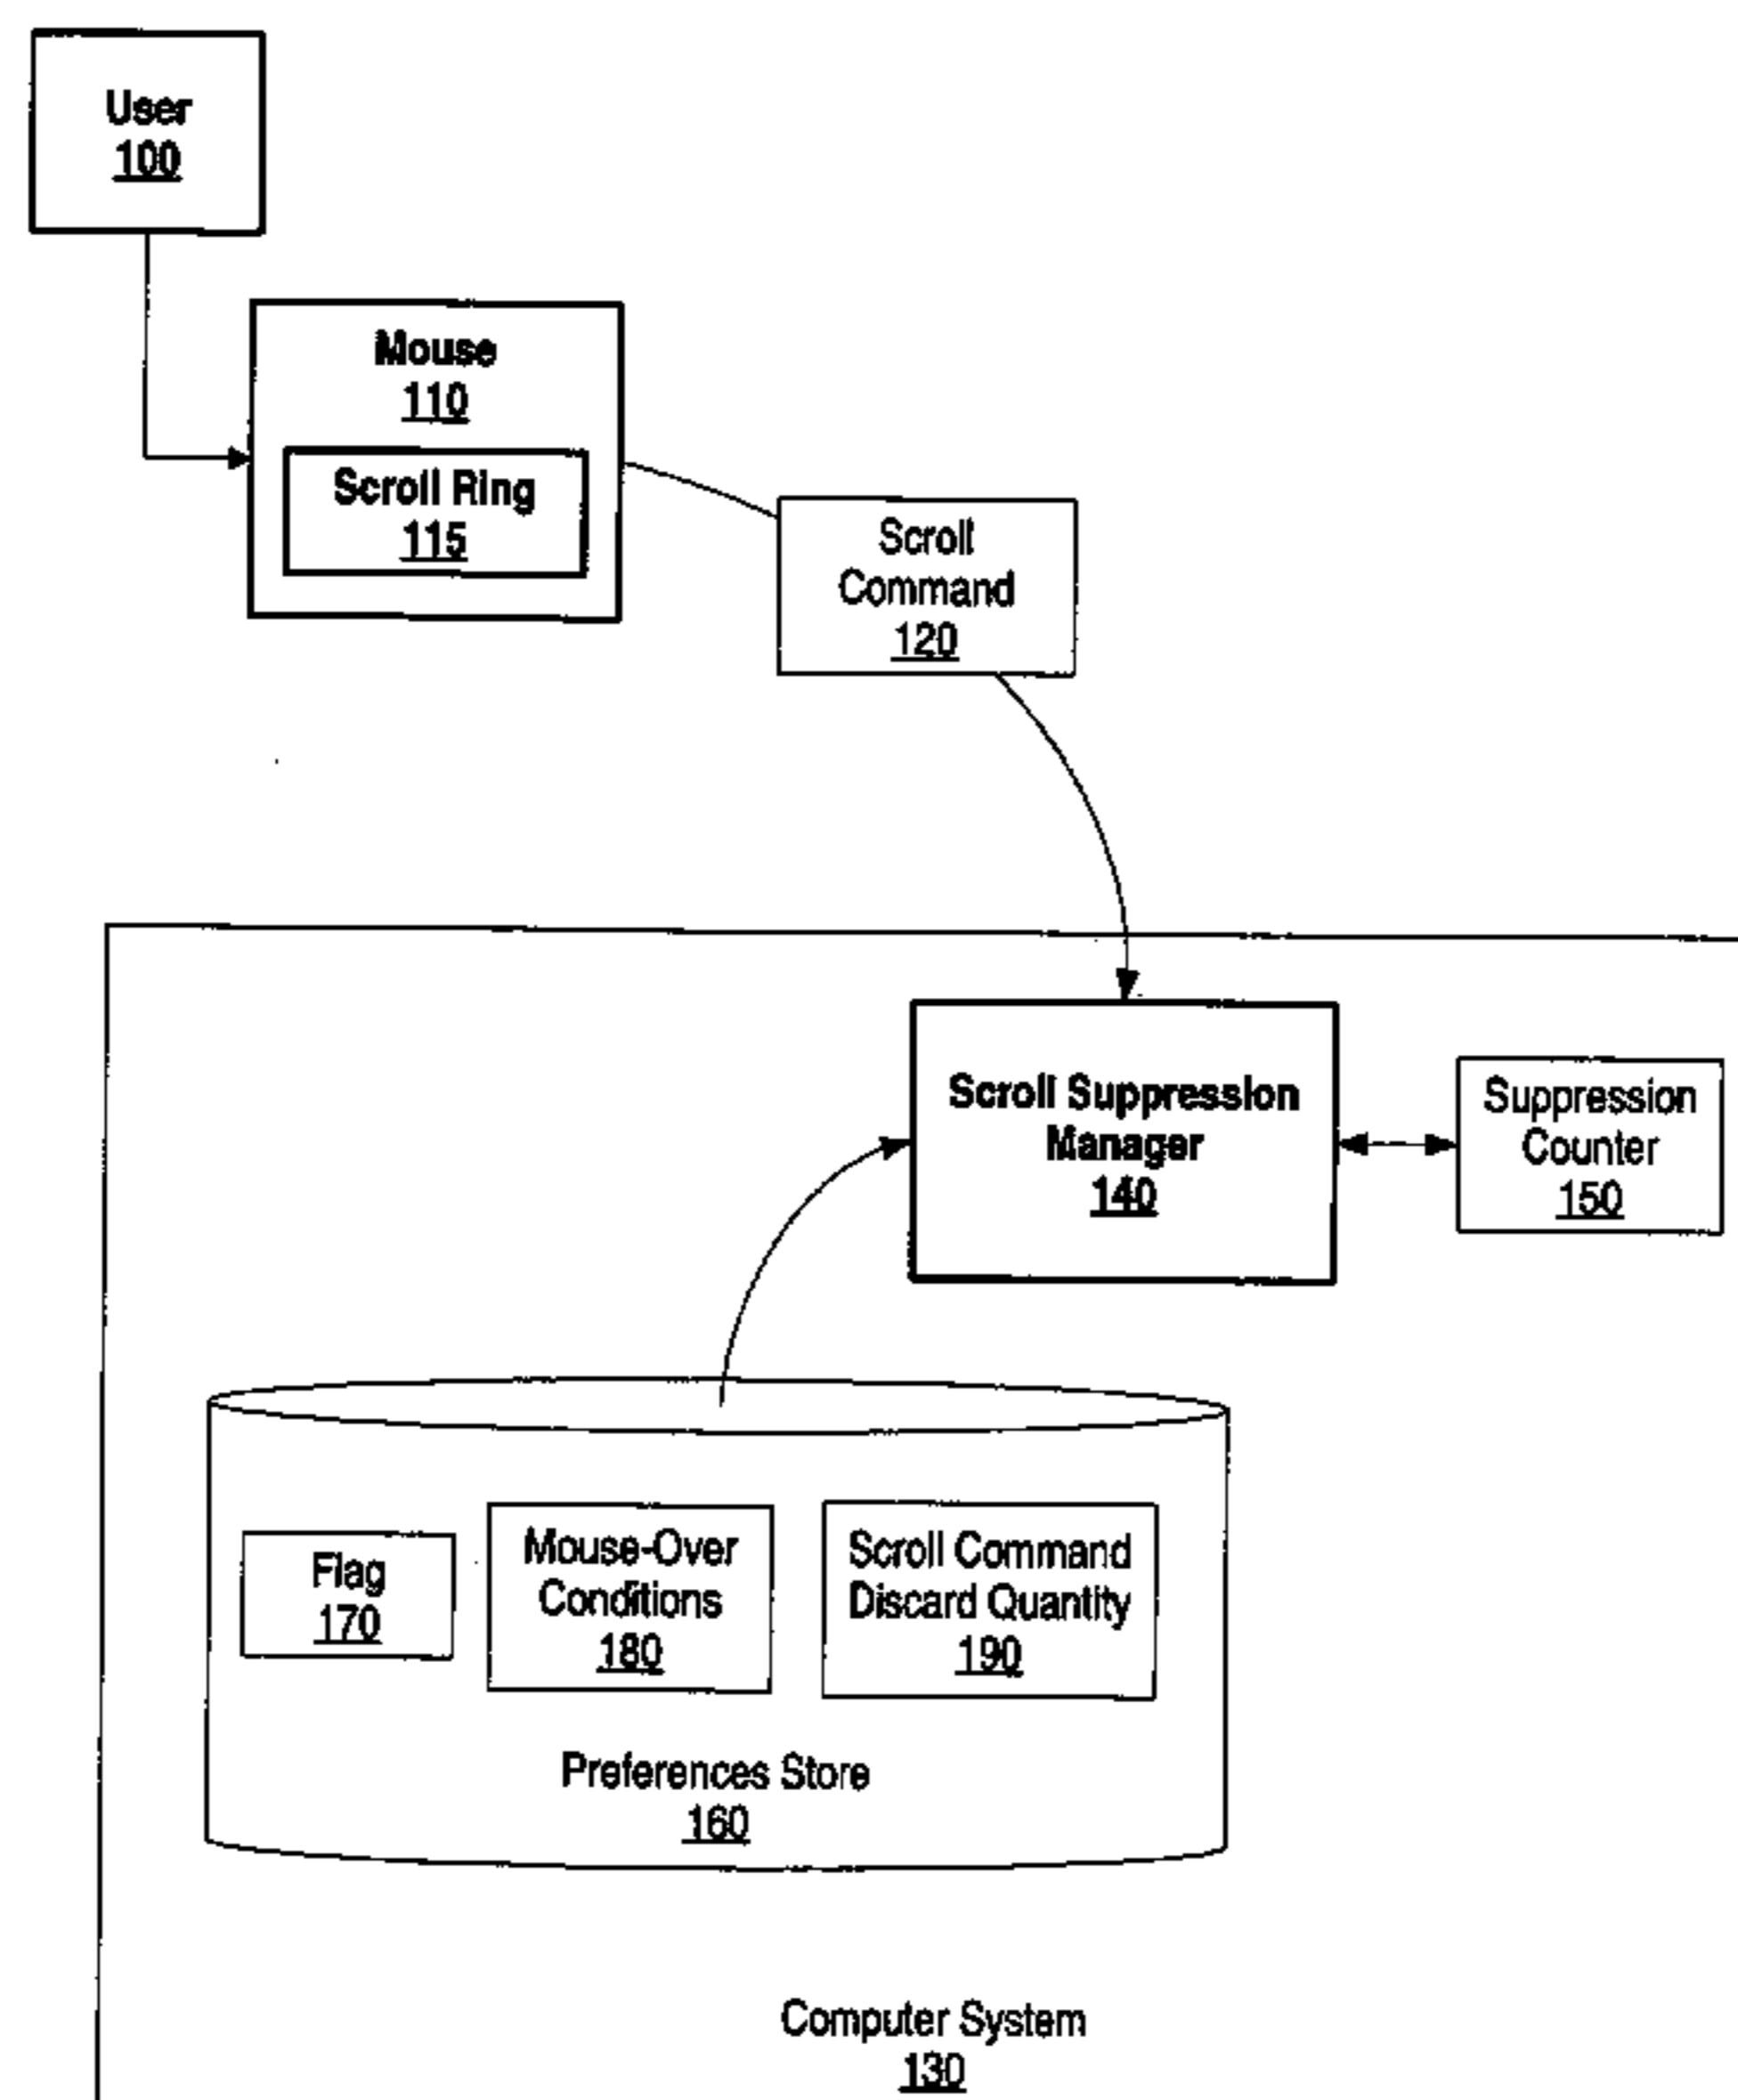 User
100
Mouse
110
Scroll Ring
115
Scroll
Command
120
Scroll Suppression
Manager
140
Suppression
Counter
150
Flag
170
Mouse-Over
Conditions
180
Scroll Command
Discard Quantity
190
Preferences Store
160
Computer System
130